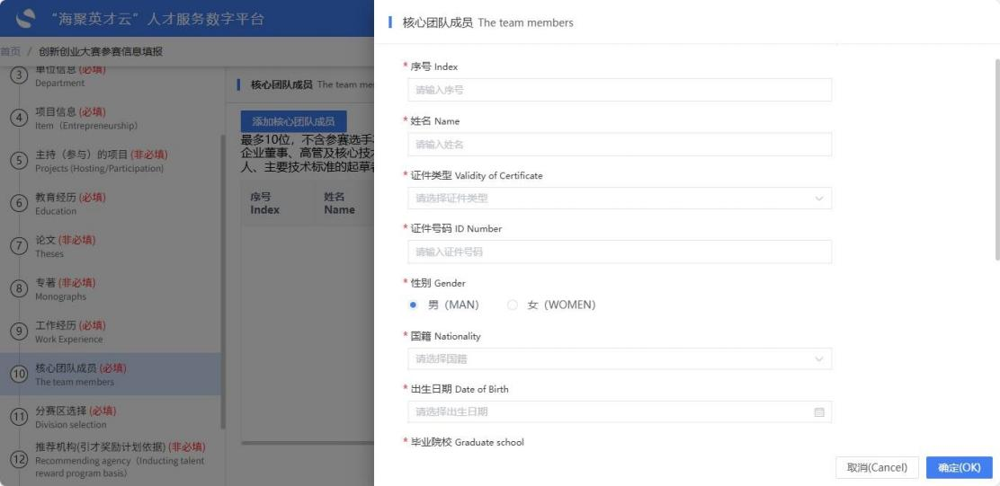 “海聚英才云”人才服务数字平台
首页 / 创新创业大赛参赛信息填报
3 单位信息 (必填)
Department
4 项目信息 (必填)
Item（Entrepreneurship）
5 主持（参与）的项目 (非必填)
Projects (Hosting/Participation)
6 教育经历 (必填)
Education
7 论文 (非必填)
Theses
8 专著 (非必填)
Monographs
9 工作经历 (必填)
Work Experience
10 核心团队成员 (必填)
The team members
11 分赛区选择 (必填)
Division selection
12 推荐机构(引才奖励计划依据) (非必填)
Recommending agency（Inducting talent
reward program basis）
核心团队成员 The team me
添加核心团队成员
最多10位，不含参赛选手
企业董事、高管及核心技
人、主要技术标准的起草
序号 姓名
Index Name
核心团队成员 The team members
* 序号 Index
请输入序号
* 姓名 Name
请输入姓名
* 证件类型 Validity of Certificate
请选择证件类型
* 证件号码 ID Number
请输入证件号码
* 性别 Gender
男（MAN） 女（WOMEN）
* 国籍 Nationality
请选择国籍
* 出生日期 Date of Birth
请选择出生日期
* 毕业院校 Graduate school
取消(Cancel) 确定(OK)